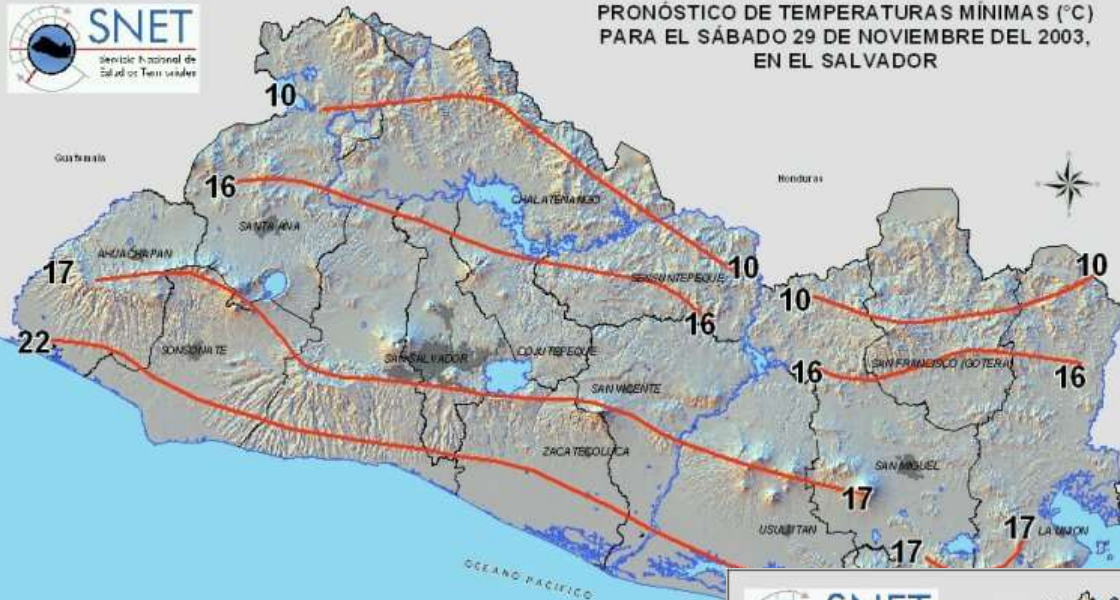 SNET
Servicio Nacional de
Estudios Territoriales
PRONÓSTICO DE TEMPERATURAS MÍNIMAS (°C)
PARA EL SÁBADO 29 DE NOVIEMBRE DEL 2003,
EN EL SALVADOR
10
Guatemala
Honduras
16
CHALATENANGO
SANTA ANA
AHUACHAPAN
17
SENSUNTEPEQUE
10
10
10
22
16
SONSONATE
SAN SALVADOR
COJUTEPEQUE
SAN FRANCISCO (GOTERA)
16
16
SAN VICENTE
ZACATECOLUCA
SAN MIGUEL
17
USULUTAN
17
LA UNION
17
OCEANO PACIFICO
SNET